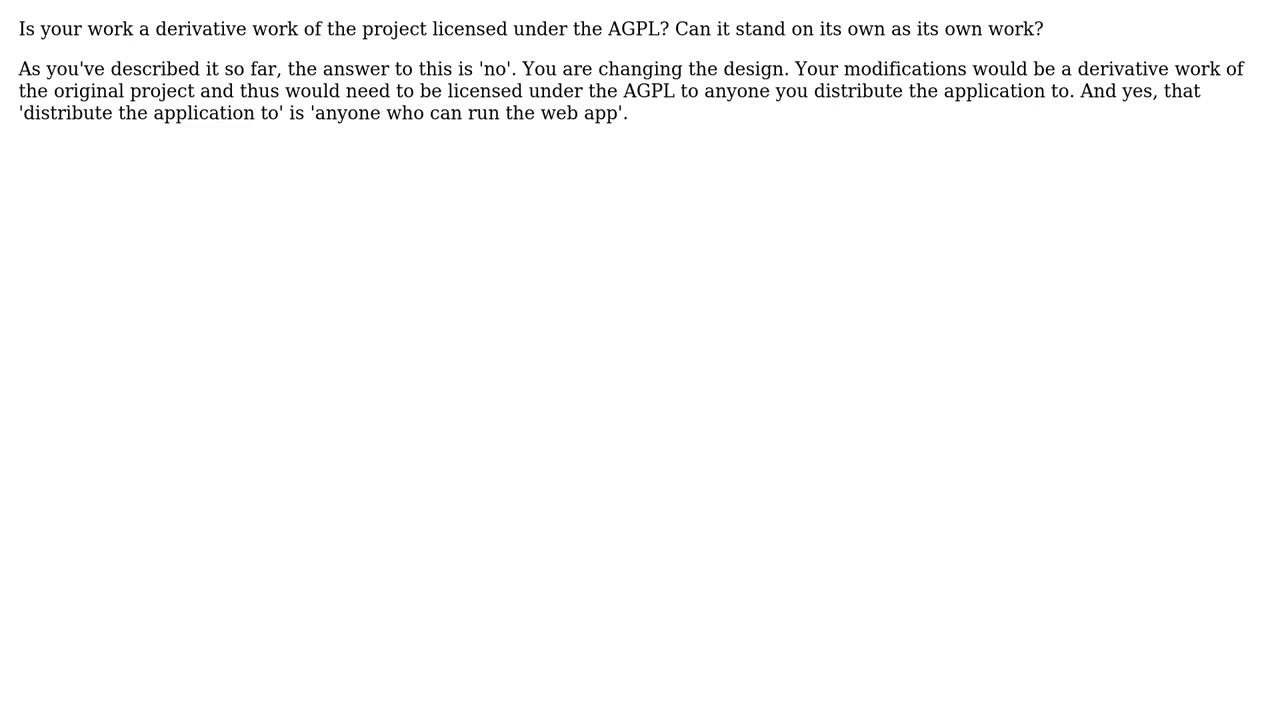 Is your work a derivative work of the project licensed under the AGPL? Can it stand on its own as its own work?
As you've described it so far, the answer to this is 'no'. You are changing the design. Your modifications would be a derivative work of
the original project and thus would need to be licensed under the AGPL to anyone you distribute the application to. And yes, that
'distribute the application to' is 'anyone who can run the web app'.